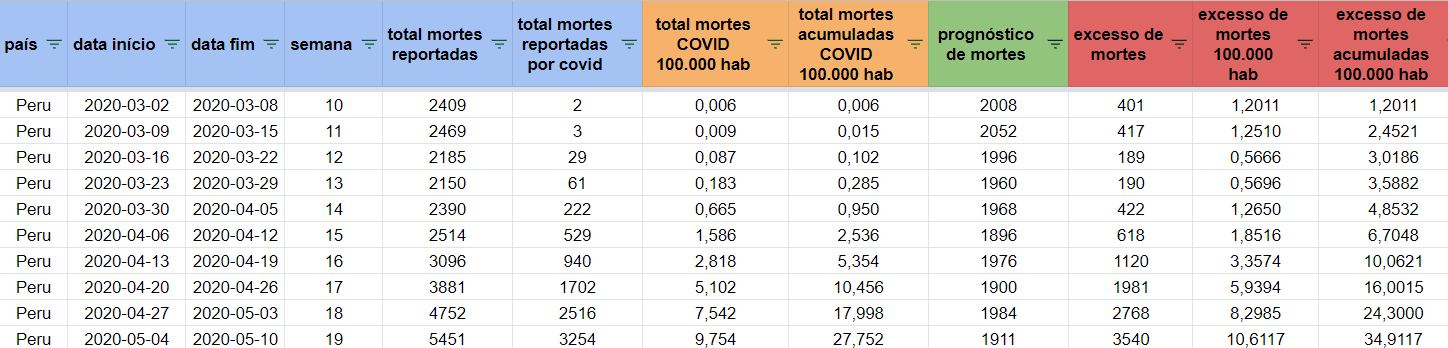 país data início data fim semana total mortes reportadas total mortes reportadas por covid total mortes COVID 100.000 hab total mortes acumuladas COVID 100.000 hab prognóstico de mortes excesso de mortes excesso de mortes 100.000 hab excesso de mortes acumuladas 100.000 hab
Peru 2020-03-02 2020-03-08 10 2409 2 0,006 0,006 2008 401 1,2011 1,2011
Peru 2020-03-09 2020-03-15 11 2469 3 0,009 0,015 2052 417 1,2510 2,4521
Peru 2020-03-16 2020-03-22 12 2185 29 0,087 0,102 1996 189 0,5666 3,0186
Peru 2020-03-23 2020-03-29 13 2150 61 0,183 0,285 1960 190 0,5696 3,5882
Peru 2020-03-30 2020-04-05 14 2390 222 0,665 0,950 1968 422 1,2650 4,8532
Peru 2020-04-06 2020-04-12 15 2514 529 1,586 2,536 1896 618 1,8516 6,7048
Peru 2020-04-13 2020-04-19 16 3096 940 2,818 5,354 1976 1120 3,3574 10,0621
Peru 2020-04-20 2020-04-26 17 3881 1702 5,102 10,456 1900 1981 5,9394 16,0015
Peru 2020-04-27 2020-05-03 18 4752 2516 7,542 17,998 1984 2768 8,2985 24,3000
Peru 2020-05-04 2020-05-10 19 5451 3254 9,754 27,752 1911 3540 10,6117 34,9117